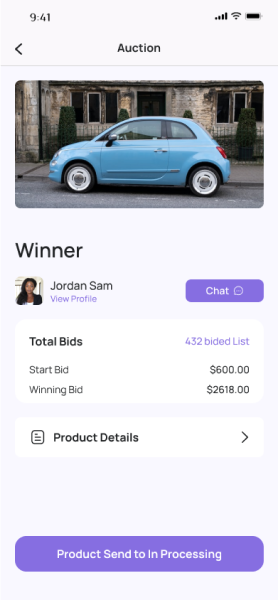 9:41
Auction
Winner
Jordan Sam
View Profile
Chat
Total Bids 432 bided List
Start Bid $600.00
Winning Bid $2618.00
Product Details
Product Send to In Processing